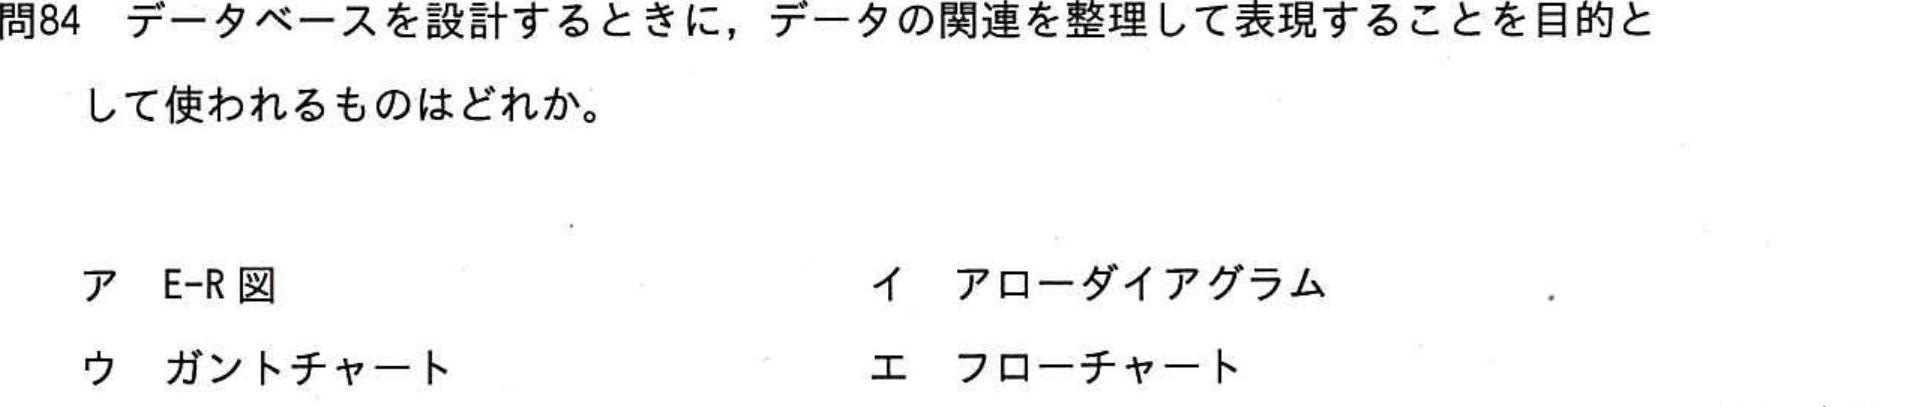 問84　データベースを設計するときに，データの関連を整理して表現することを目的と
して使われるものはどれか。
ア　E-R 図　イ　アローダイアグラム
ウ　ガントチャート　エ　フローチャート